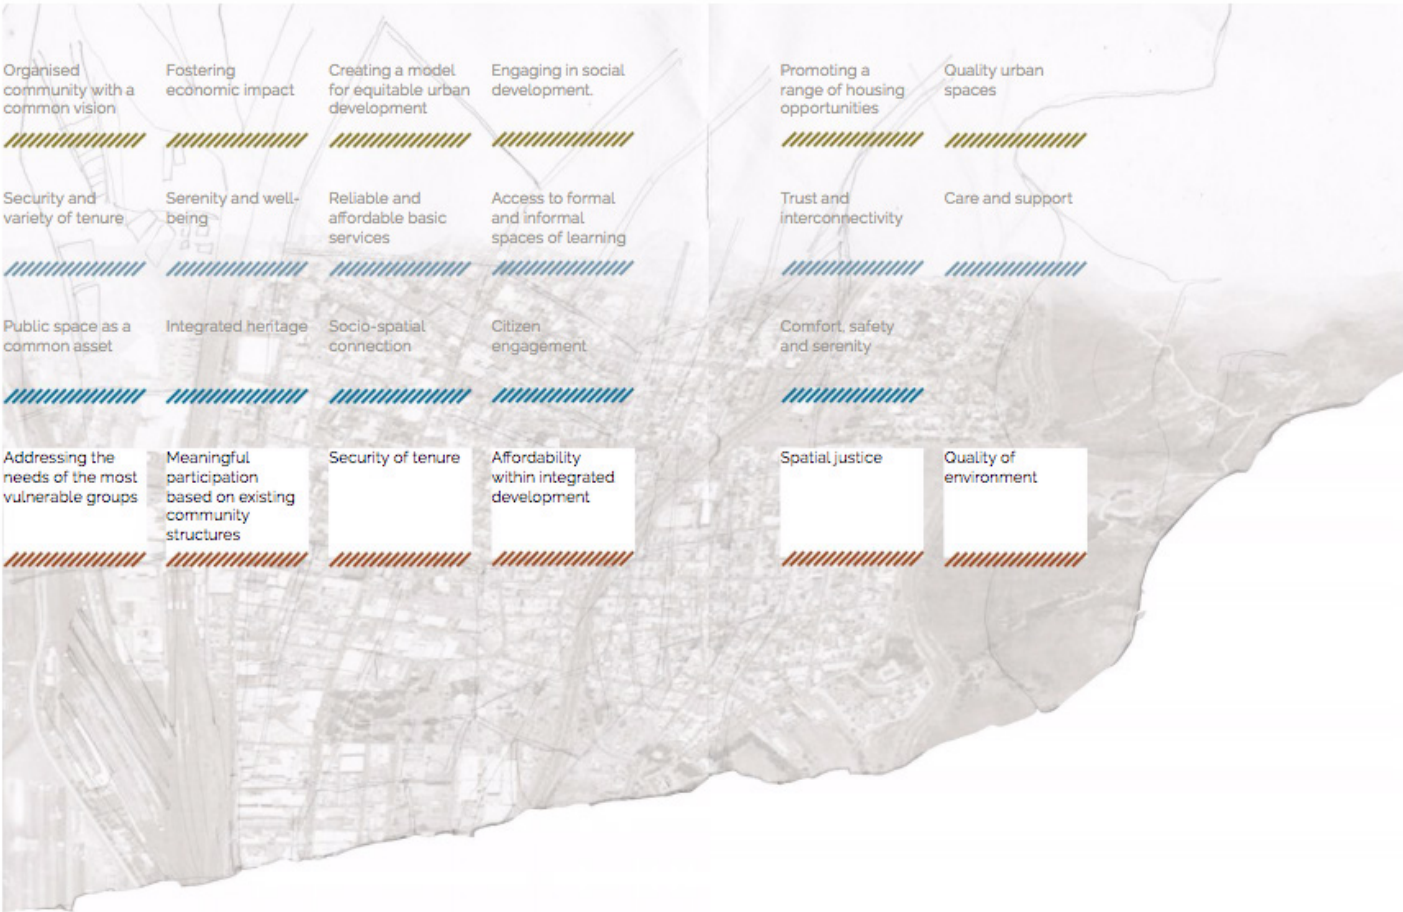 Organised
community with a
common vision
Fostering
economic impact
Creating a model
for equitable urban
development
Engaging in social
development.
Promoting a
range of housing
opportunities
Quality urban
spaces
Security and
variety of tenure
Serenity and well-
being
Reliable and
affordable basic
services
Access to formal
and informal
spaces of learning
Trust and
interconnectivity
Care and support
Public space as a
common asset
Integrated heritage
Socio-spatial
connection
Citizen
engagement
Comfort, safety
and serenity
Addressing the
needs of the most
vulnerable groups
Meaningful
participation
based on existing
community
structures
Security of tenure
Affordability
within integrated
development
Spatial justice
Quality of
environment